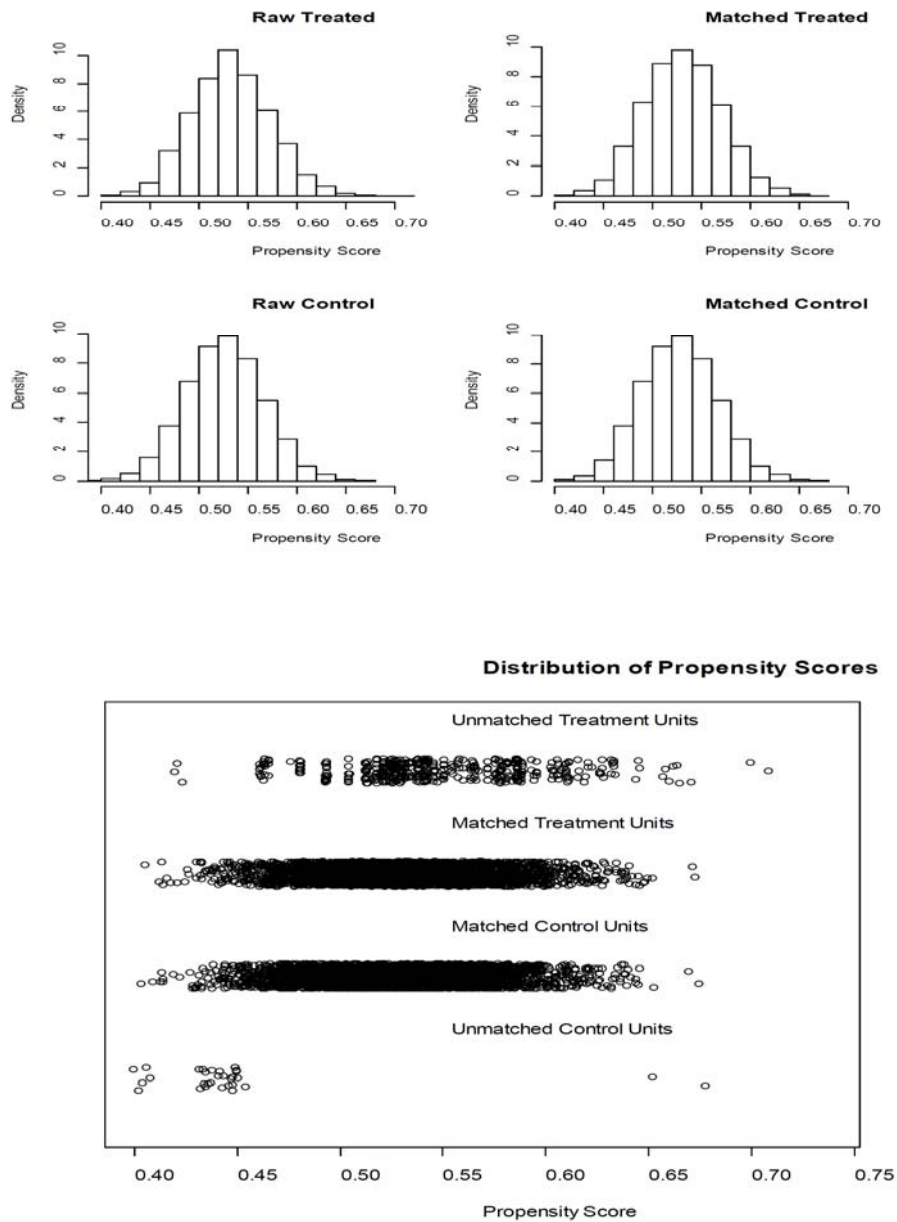 Raw Treated
Matched Treated
Density
0 2 4 6 8 10
0.40 0.45 0.50 0.55 0.60 0.65 0.70
Propensity Score
Density
0 2 4 6 8 10
0.40 0.45 0.50 0.55 0.60 0.65 0.70
Propensity Score
Raw Control
Matched Control
Density
0 2 4 6 8 10
0.40 0.45 0.50 0.55 0.60 0.65 0.70
Propensity Score
Density
0 2 4 6 8 10
0.40 0.45 0.50 0.55 0.60 0.65 0.70
Propensity Score
Distribution of Propensity Scores
Unmatched Treatment Units
Matched Treatment Units
Matched Control Units
Unmatched Control Units
0.40 0.45 0.50 0.55 0.60 0.65 0.70 0.75
Propensity Score